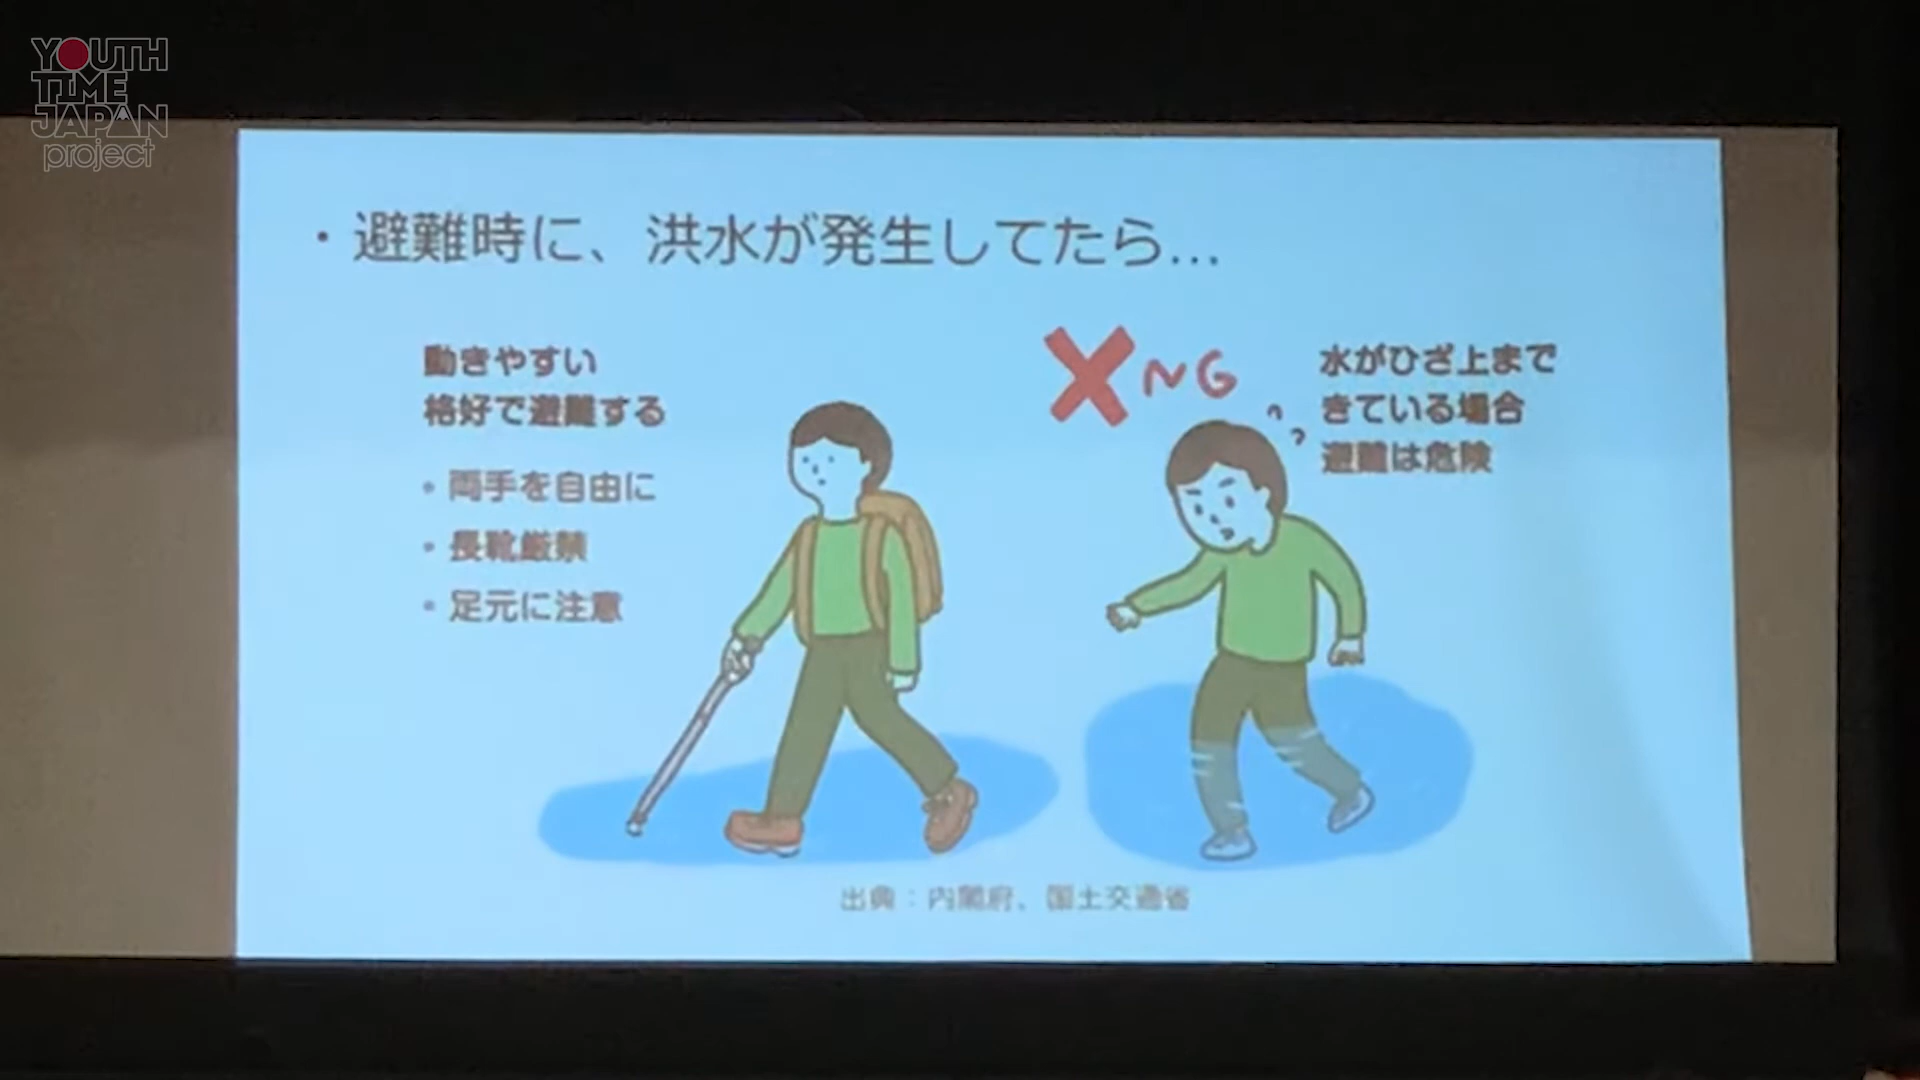 YOUTH
TIME
JAPAN
project
・避難時に、洪水が発生してたら...
動きやすい
格好で避難する
• 両手を自由に
• 長靴厳禁
• 足元に注意
NG
水がひざ上まで
きている場合
避難は危険
出典：内閣府、国土交通省